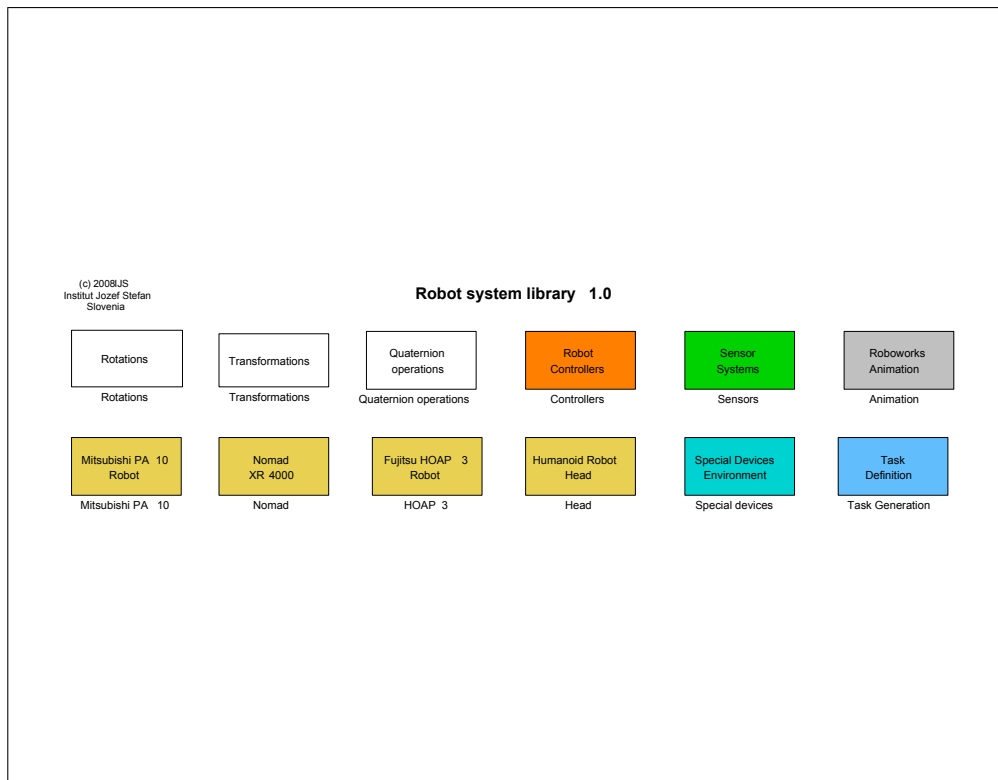 (c) 2008IJS
Institut Jozef Stefan
Slovenia
Robot system library 1.0
Rotations
Transformations
Quaternion
operations
Robot
Controllers
Sensor
Systems
Roboworks
Animation
Rotations
Transformations
Quaternion operations
Controllers
Sensors
Animation
Mitsubishi PA 10
Robot
Nomad
XR 4000
Fujitsu HOAP 3
Robot
Humanoid Robot
Head
Special Devices
Environment
Task
Definition
Mitsubishi PA 10
Nomad
HOAP 3
Head
Special devices
Task Generation